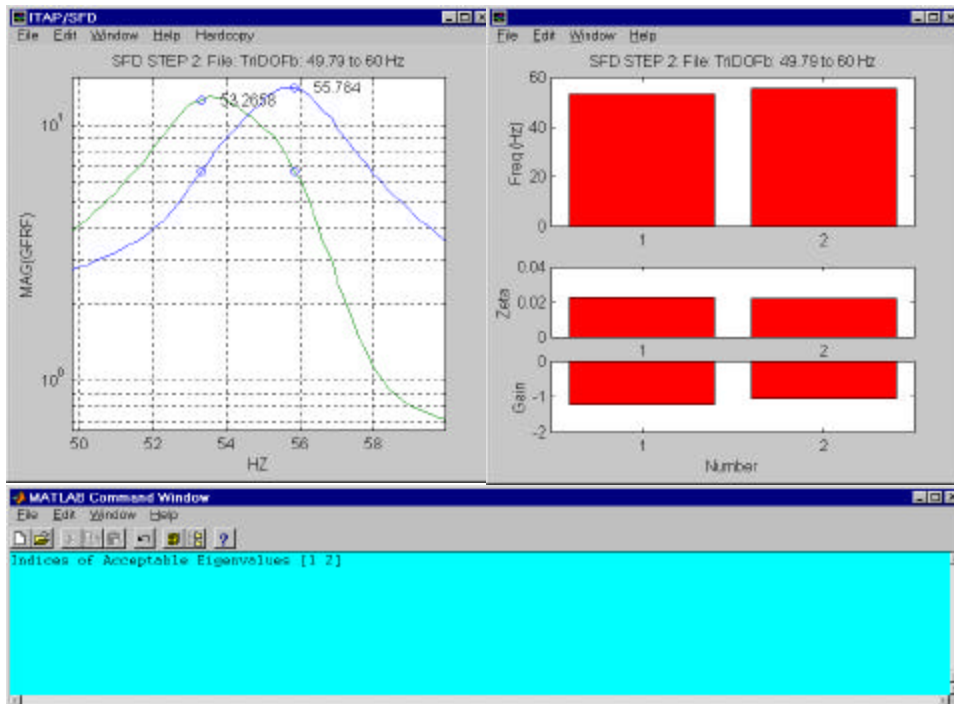 ITAP/SFD
File Edit Window Help Hardcopy
SFD STEP 2: File: TriDOFb: 49.79 to 60 Hz
53.2658
55.784
10^1
10^0
MAG(GFRF)
50 52 54 56 58
HZ
File Edit Window Help
SFD STEP 2: File: TriDOFb: 49.79 to 60 Hz
60
40
20
0
Freq (Hz)
1 2
0.04
0.02
0
Zeta
1 2
0
-1
-2
Gain
1 2
Number
MATLAB Command Window
File Edit Window Help
?
Indices of Acceptable Eigenvalues [1 2]